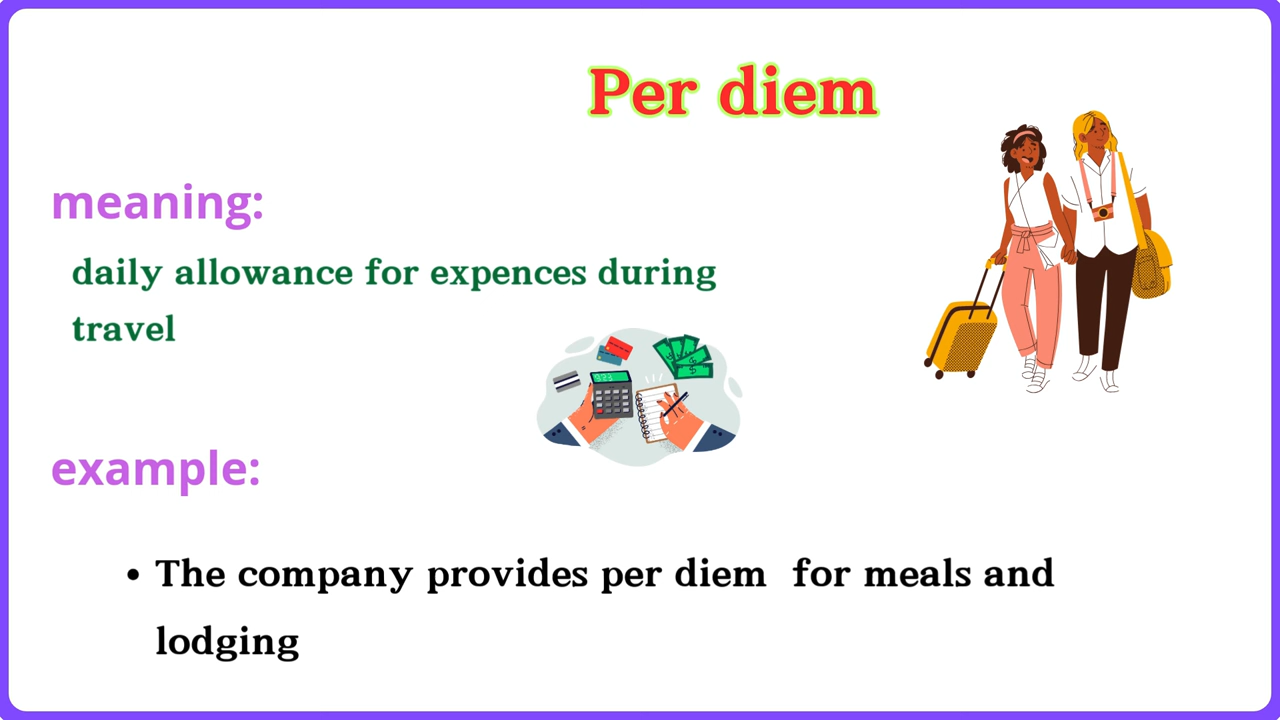 Per diem
meaning:
daily allowance for expences during
travel
example:
• The company provides per diem  for meals and
lodging